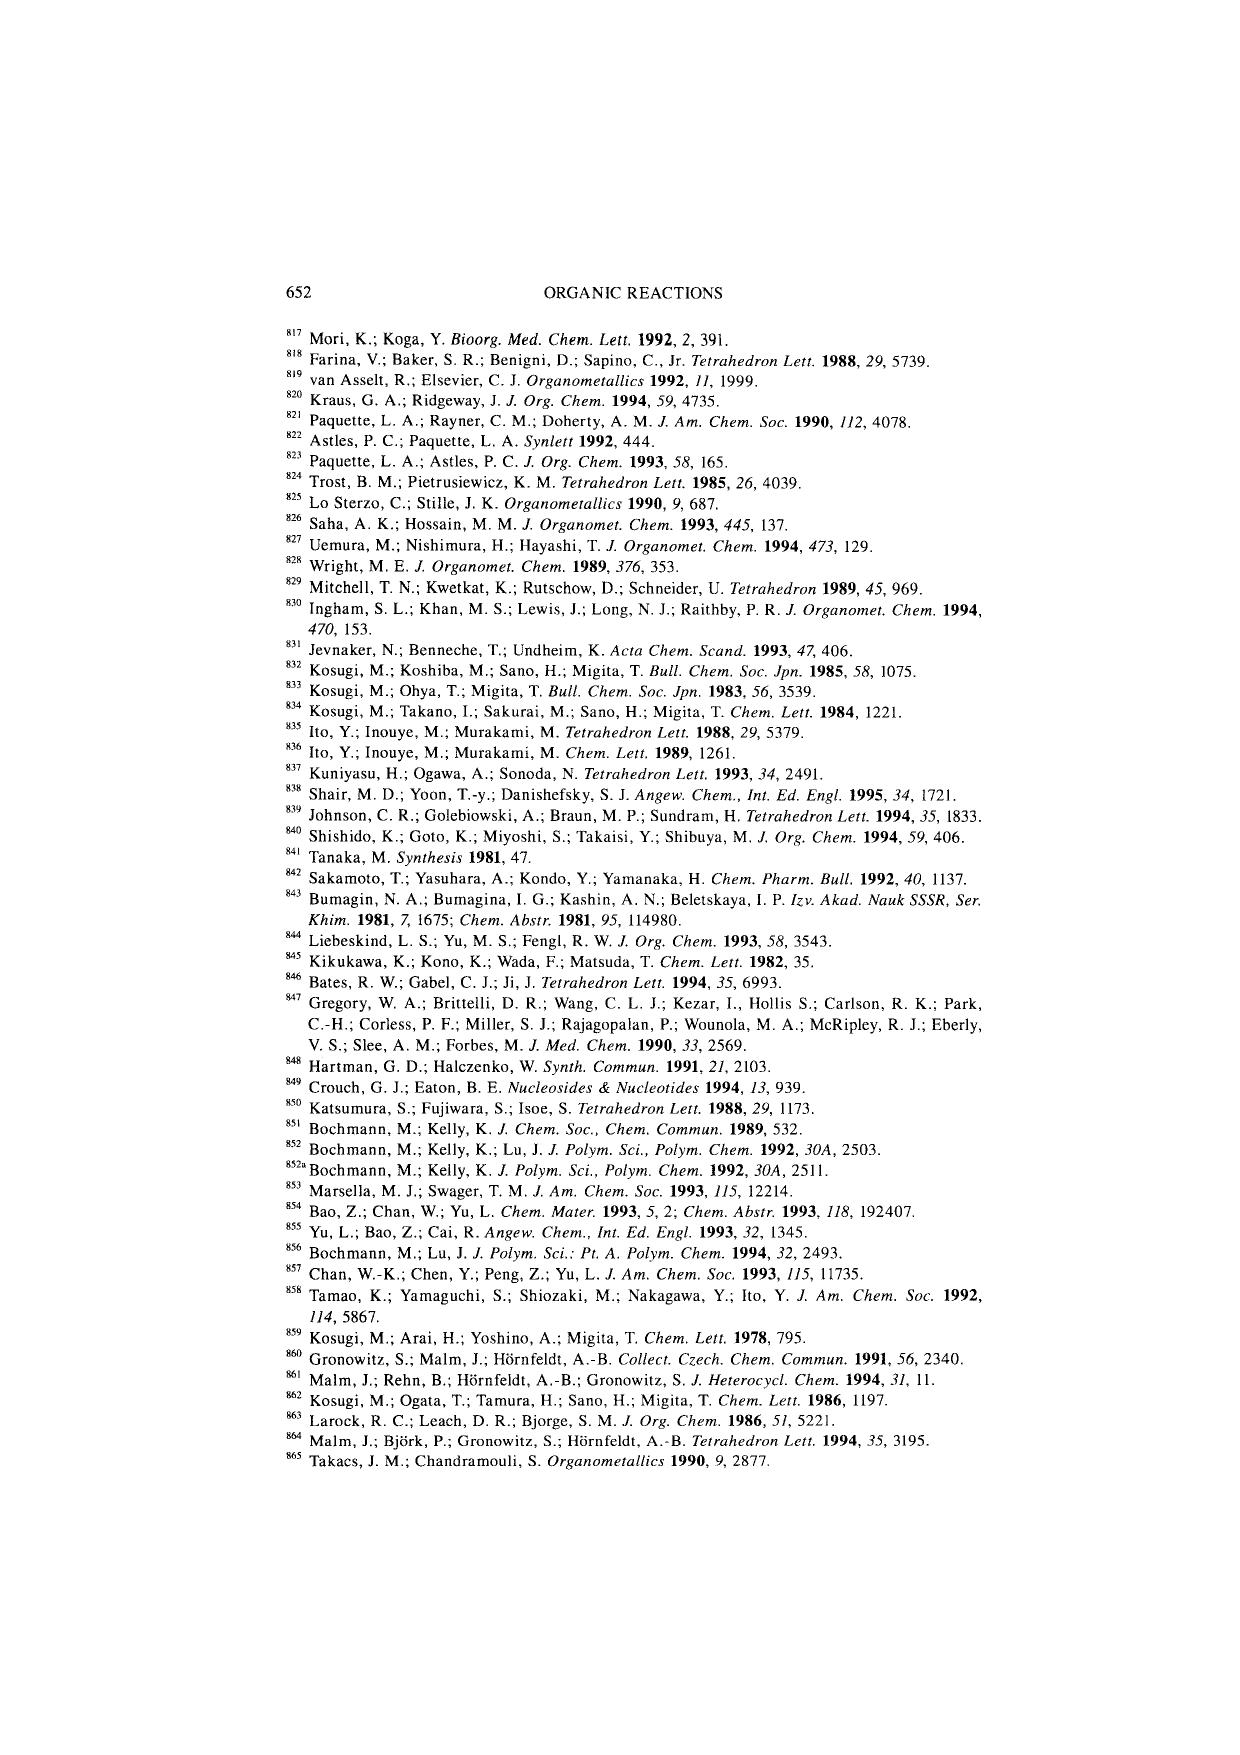 652 ORGANIC REACTIONS
817 Mori, K.; Koga, Y. Bioorg. Med. Chem. Lett. 1992, 2, 391.
818 Farina, V.; Baker, S. R.; Benigni, D.; Sapino, C., Jr. Tetrahedron Lett. 1988, 29, 5739.
819 van Asselt, R.; Elsevier, C. J. Organometallics 1992, 11, 1999.
820 Kraus, G. A.; Ridgeway, J. J. Org. Chem. 1994, 59, 4735.
821 Paquette, L. A.; Rayner, C. M.; Doherty, A. M. J. Am. Chem. Soc. 1990, 112, 4078.
822 Astles, P. C.; Paquette, L. A. Synlett 1992, 444.
823 Paquette, L. A.; Astles, P. C. J. Org. Chem. 1993, 58, 165.
824 Trost, B. M.; Pietrusiewicz, K. M. Tetrahedron Lett. 1985, 26, 4039.
825 Lo Sterzo, C.; Stille, J. K. Organometallics 1990, 9, 687.
826 Saha, A. K.; Hossain, M. M. J. Organomet. Chem. 1993, 445, 137.
827 Uemura, M.; Nishimura, H.; Hayashi, T. J. Organomet. Chem. 1994, 473, 129.
828 Wright, M. E. J. Organomet. Chem. 1989, 376, 353.
829 Mitchell, T. N.; Kwetkat, K.; Rutschow, D.; Schneider, U. Tetrahedron 1989, 45, 969.
830 Ingham, S. L.; Khan, M. S.; Lewis, J.; Long, N. J.; Raithby, P. R. J. Organomet. Chem. 1994,
470, 153.
831 Jevnaker, N.; Benneche, T.; Undheim, K. Acta Chem. Scand. 1993, 47, 406.
832 Kosugi, M.; Koshiba, M.; Sano, H.; Migita, T. Bull. Chem. Soc. Jpn. 1985, 58, 1075.
833 Kosugi, M.; Ohya, T.; Migita, T. Bull. Chem. Soc. Jpn. 1983, 56, 3539.
834 Kosugi, M.; Takano, I.; Sakurai, M.; Sano, H.; Migita, T. Chem. Lett. 1984, 1221.
835 Ito, Y.; Inouye, M.; Murakami, M. Tetrahedron Lett. 1988, 29, 5379.
836 Ito, Y.; Inouye, M.; Murakami, M. Chem. Lett. 1989, 1261.
837 Kuniyasu, H.; Ogawa, A.; Sonoda, N. Tetrahedron Lett. 1993, 34, 2491.
838 Shair, M. D.; Yoon, T.-y.; Danishefsky, S. J. Angew. Chem., Int. Ed. Engl. 1995, 34, 1721.
839 Johnson, C. R.; Golebiowski, A.; Braun, M. P.; Sundram, H. Tetrahedron Lett. 1994, 35, 1833.
840 Shishido, K.; Goto, K.; Miyoshi, S.; Takaisi, Y.; Shibuya, M. J. Org. Chem. 1994, 59, 406.
841 Tanaka, M. Synthesis 1981, 47.
842 Sakamoto, T.; Yasuhara, A.; Kondo, Y.; Yamanaka, H. Chem. Pharm. Bull. 1992, 40, 1137.
843 Bumagin, N. A.; Bumagina, I. G.; Kashin, A. N.; Beletskaya, I. P. Izv. Akad. Nauk SSSR, Ser.
Khim. 1981, 7, 1675; Chem. Abstr. 1981, 95, 114980.
844 Liebeskind, L. S.; Yu, M. S.; Fengl, R. W. J. Org. Chem. 1993, 58, 3543.
845 Kikukawa, K.; Kono, K.; Wada, F.; Matsuda, T. Chem. Lett. 1982, 35.
846 Bates, R. W.; Gabel, C. J.; Ji, J. Tetrahedron Lett. 1994, 35, 6993.
847 Gregory, W. A.; Brittelli, D. R.; Wang, C. L. J.; Kezar, I., Hollis S.; Carlson, R. K.; Park,
C.-H.; Corless, P. F.; Miller, S. J.; Rajagopalan, P.; Wounola, M. A.; McRipley, R. J.; Eberly,
V. S.; Slee, A. M.; Forbes, M. J. Med. Chem. 1990, 33, 2569.
848 Hartman, G. D.; Halczenko, W. Synth. Commun. 1991, 21, 2103.
849 Crouch, G. J.; Eaton, B. E. Nucleosides & Nucleotides 1994, 13, 939.
850 Katsumura, S.; Fujiwara, S.; Isoe, S. Tetrahedron Lett. 1988, 29, 1173.
851 Bochmann, M.; Kelly, K. J. Chem. Soc., Chem. Commun. 1989, 532.
852 Bochmann, M.; Kelly, K.; Lu, J. J. Polym. Sci., Polym. Chem. 1992, 30A, 2503.
852a Bochmann, M.; Kelly, K. J. Polym. Sci., Polym. Chem. 1992, 30A, 2511.
853 Marsella, M. J.; Swager, T. M. J. Am. Chem. Soc. 1993, 115, 12214.
854 Bao, Z.; Chan, W.; Yu, L. Chem. Mater. 1993, 5, 2; Chem. Abstr. 1993, 118, 192407.
855 Yu, L.; Bao, Z.; Cai, R. Angew. Chem., Int. Ed. Engl. 1993, 32, 1345.
856 Bochmann, M.; Lu, J. J. Polym. Sci.: Pt. A. Polym. Chem. 1994, 32, 2493.
857 Chan, W.-K.; Chen, Y.; Peng, Z.; Yu, L. J. Am. Chem. Soc. 1993, 115, 11735.
858 Tamao, K.; Yamaguchi, S.; Shiozaki, M.; Nakagawa, Y.; Ito, Y. J. Am. Chem. Soc. 1992,
114, 5867.
859 Kosugi, M.; Arai, H.; Yoshino, A.; Migita, T. Chem. Lett. 1978, 795.
860 Gronowitz, S.; Malm, J.; Hörnfeldt, A.-B. Collect. Czech. Chem. Commun. 1991, 56, 2340.
861 Malm, J.; Rehn, B.; Hörnfeldt, A.-B.; Gronowitz, S. J. Heterocycl. Chem. 1994, 31, 11.
862 Kosugi, M.; Ogata, T.; Tamura, H.; Sano, H.; Migita, T. Chem. Lett. 1986, 1197.
863 Larock, R. C.; Leach, D. R.; Bjorge, S. M. J. Org. Chem. 1986, 51, 5221.
864 Malm, J.; Björk, P.; Gronowitz, S.; Hörnfeldt, A.-B. Tetrahedron Lett. 1994, 35, 3195.
865 Takacs, J. M.; Chandramouli, S. Organometallics 1990, 9, 2877.